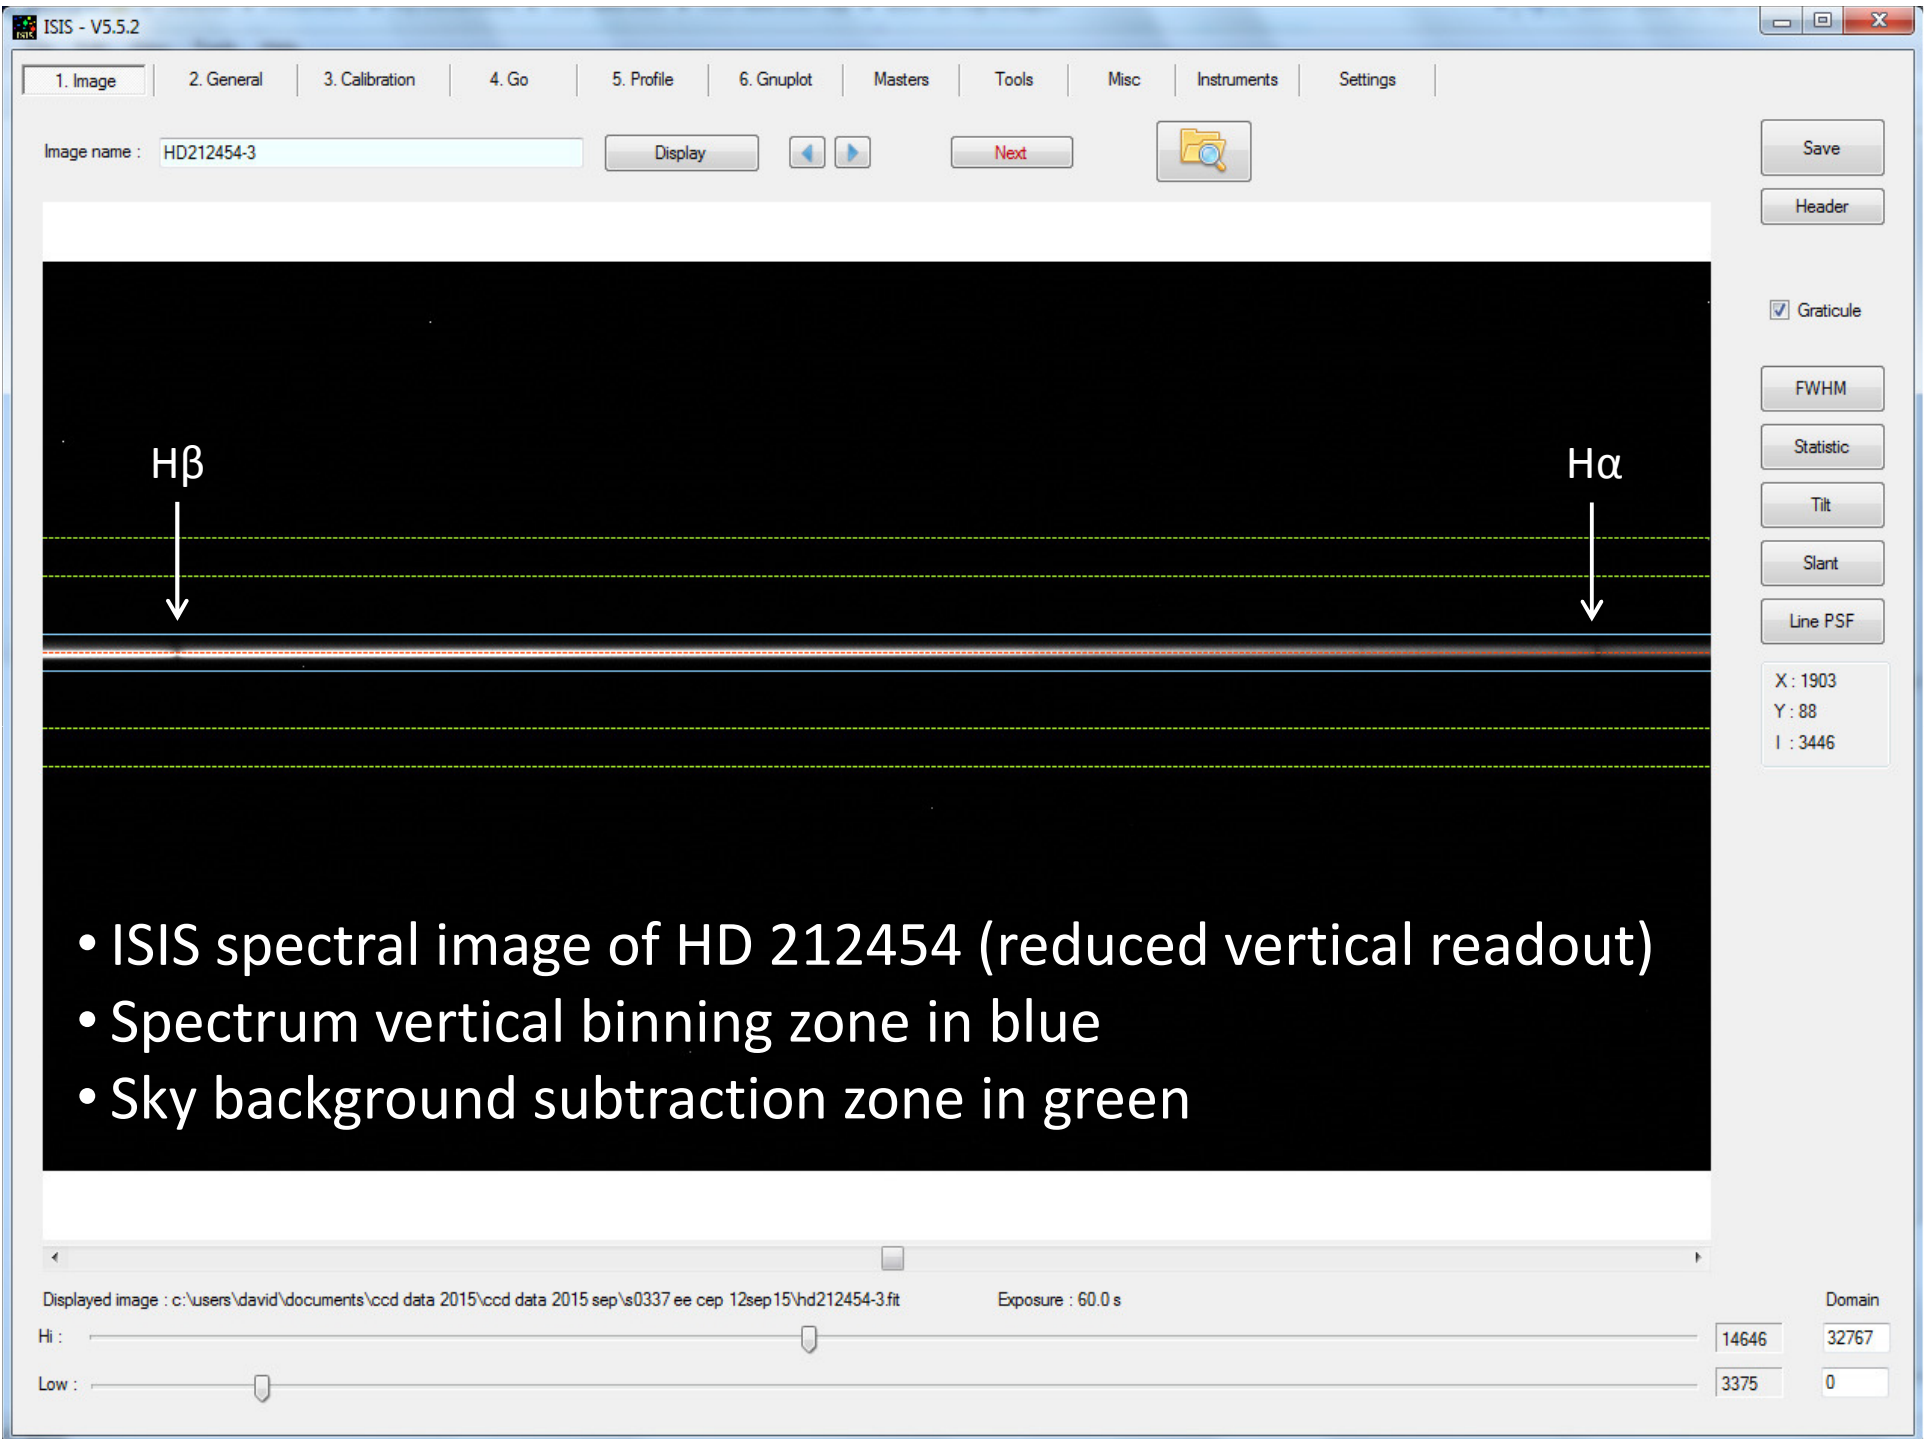 ISIS - V5.5.2
1. Image 2. General 3. Calibration 4. Go 5. Profile 6. Gnuplot Masters Tools Misc Instruments Settings
Image name : HD212454-3 Display Next Save
Header
Graticule
FWHM
Statistic
Tilt
Slant
Line PSF
X : 1903
Y : 88
I : 3446
Hβ Hα
• ISIS spectral image of HD 212454 (reduced vertical readout)
• Spectrum vertical binning zone in blue
• Sky background subtraction zone in green
Displayed image : c:\users\david\documents\ccd data 2015\ccd data 2015 sep\s0337 ee cep 12sep15\hd212454-3.fit Exposure : 60.0 s Domain
Hi : 14646 32767
Low : 3375 0